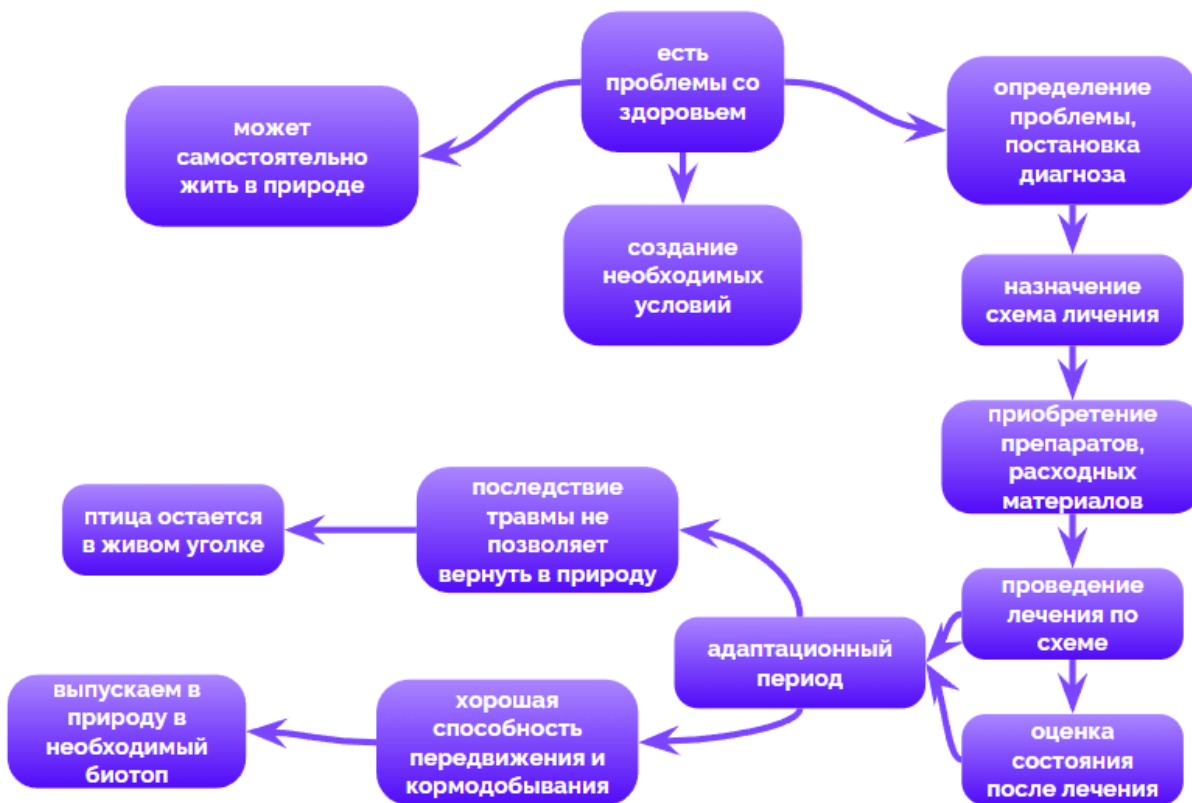 есть
проблемы со
здоровьем
может
самостоятельно
жить в природе
создание
необходимых
условий
определение
проблемы,
постановка
диагноза
назначение
схема личения
приобретение
препаратов,
расходных
материалов
проведение
лечения по
схеме
оценка
состояния
после лечения
адаптационный
период
последствие
травмы не
позволяет
вернуть в природу
птица остается
в живом уголке
хорошая
способность
передвижения и
кормодобывания
выпускаем в
природу в
необходимый
биотоп